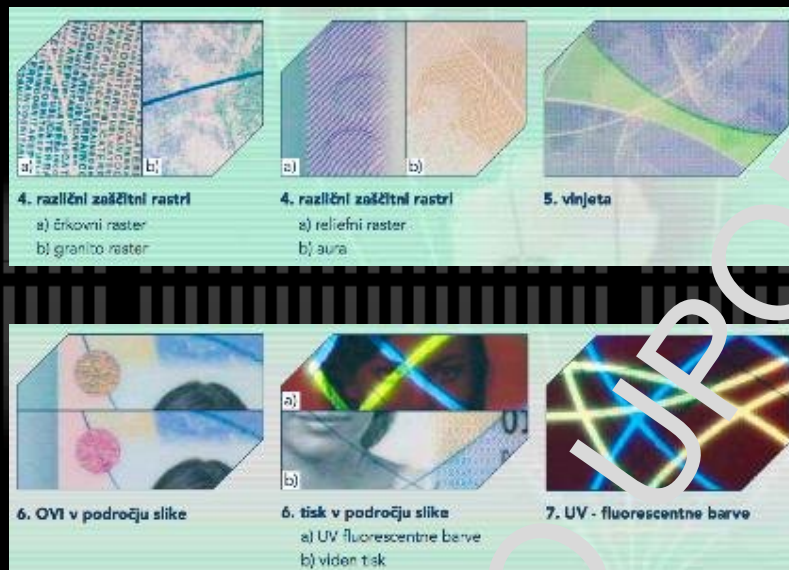 a)
b)
a)
b)
4. različni zaščitni rastri
a) črkovni raster
b) granito raster
4. različni zaščitni rastri
a) reliefni raster
b) aura
5. vinjeta
a)
b)
01
6. OVI v področju slike
6. tisk v področju slike
a) UV fluorescentne barve
b) viden tisk
7. UV - fluorescentne barve